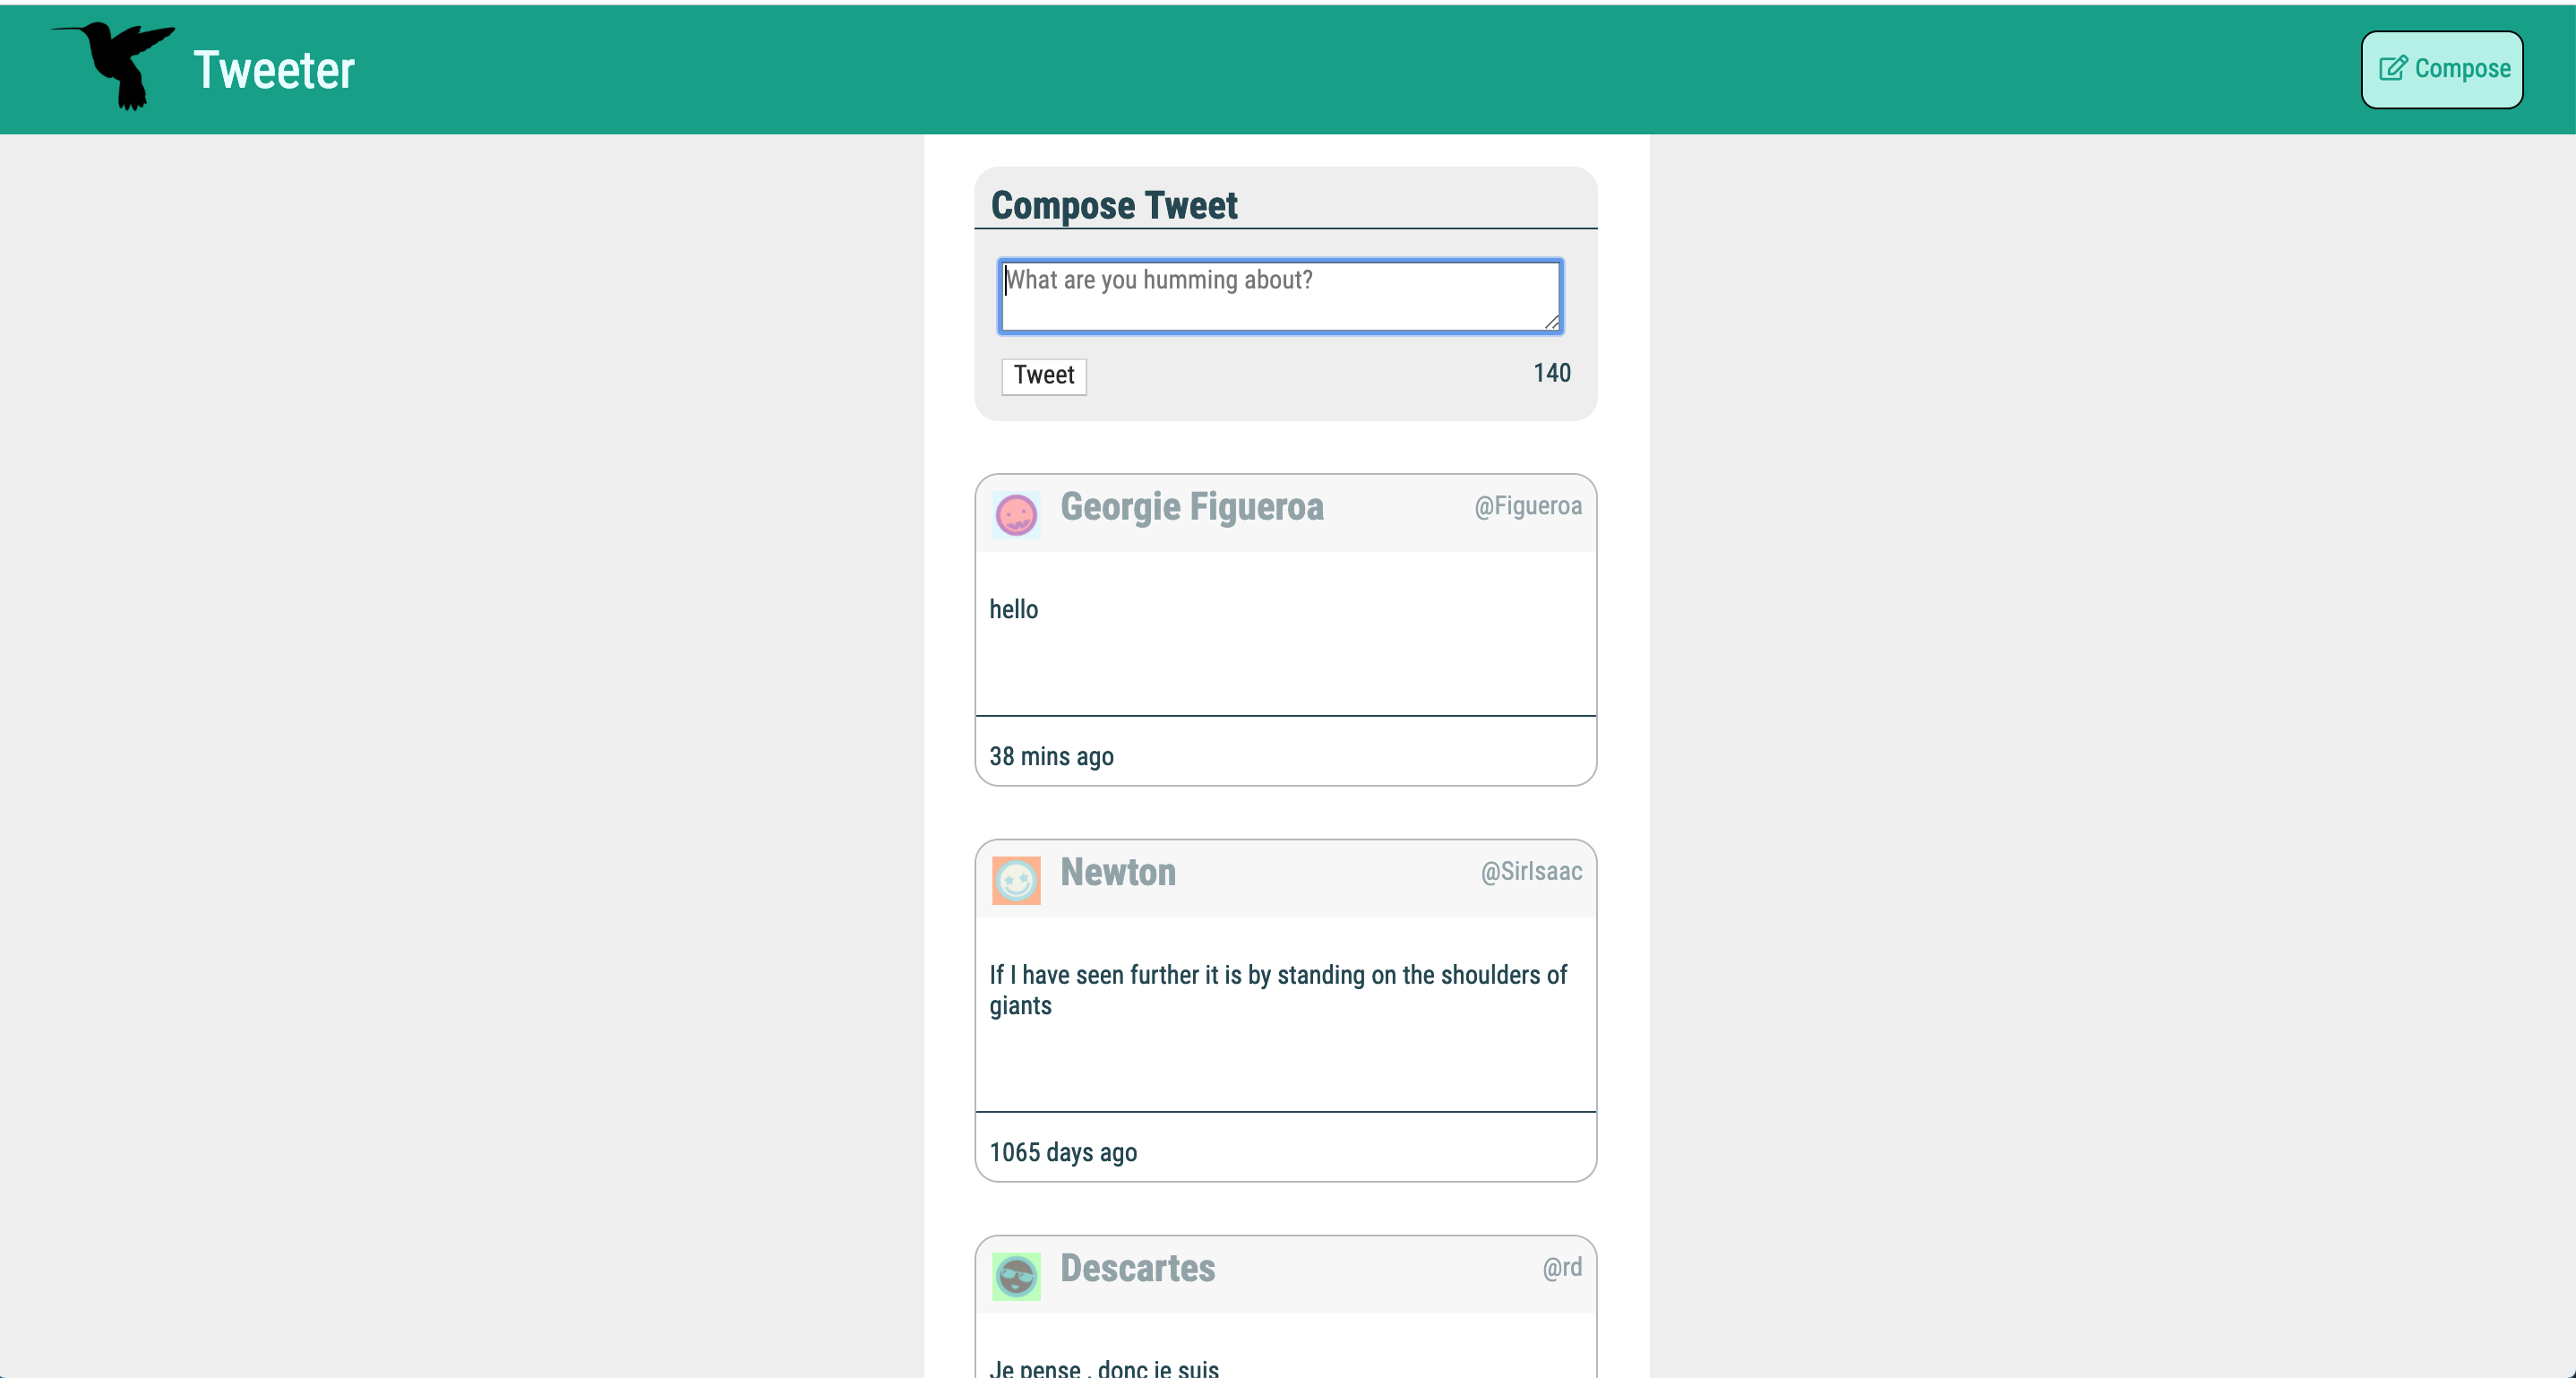 Tweeter
Compose
Compose Tweet
What are you humming about?
Tweet
140
Georgie Figueroa
@Figueroa
hello
38 mins ago
Newton
@SirIsaac
If I have seen further it is by standing on the shoulders of
giants
1065 days ago
Descartes
@rd
Je pense , donc je suis